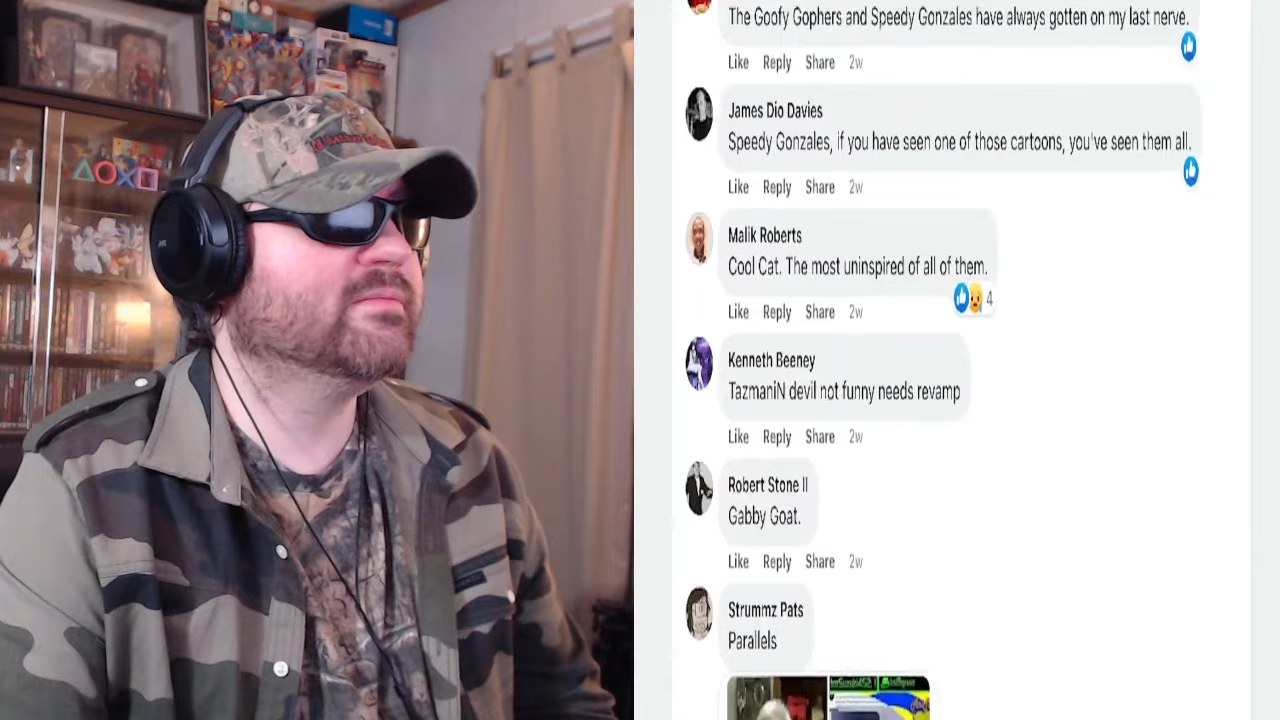 The Goofy Gophers and Speedy Gonzales have always gotten on my last nerve.
Like Reply Share 2w
James Dio Davies
Speedy Gonzales, if you have seen one of those cartoons, you've seen them all.
Like Reply Share 2w
Malik Roberts
Cool Cat. The most uninspired of all of them.
4
Like Reply Share 2w
Kenneth Beeney
TazmaniN devil not funny needs revamp
Like Reply Share 2w
Robert Stone II
Gabby Goat.
Like Reply Share 2w
Strummz Pats
Parallels
JVC